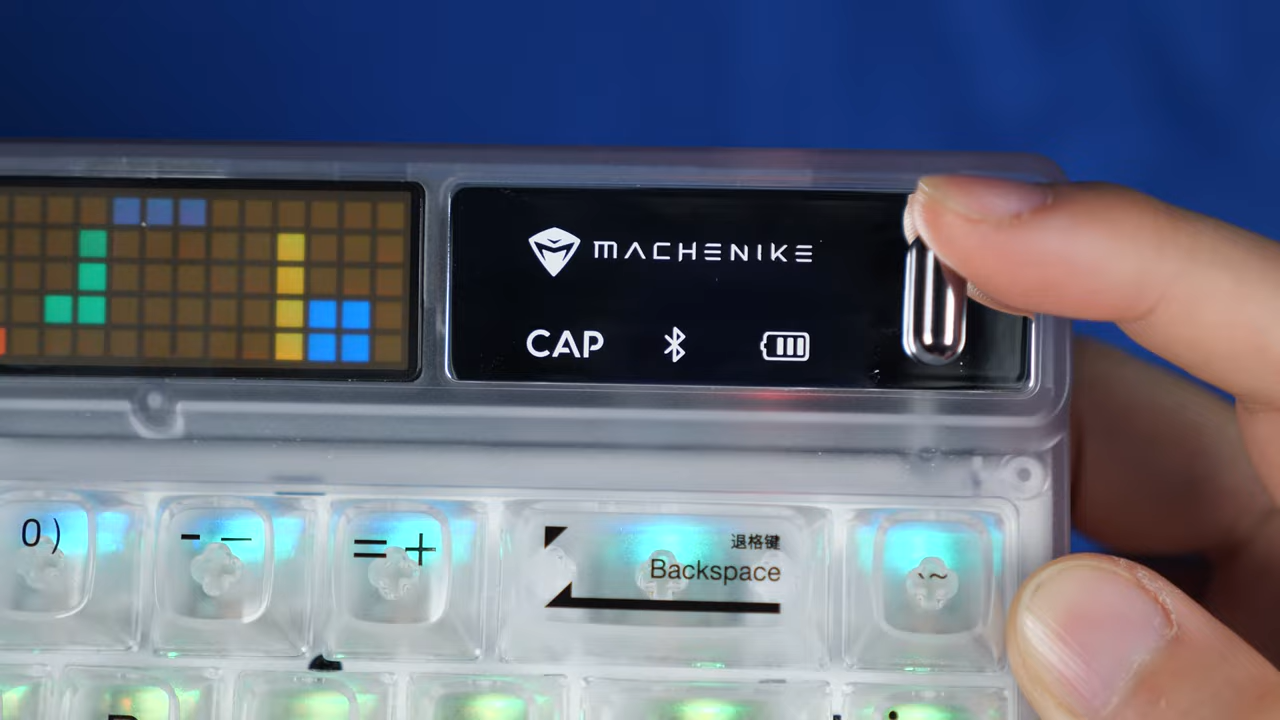 MACHENIKE
CAP
0 )
- _
= +
退格键
Backspace
` ~